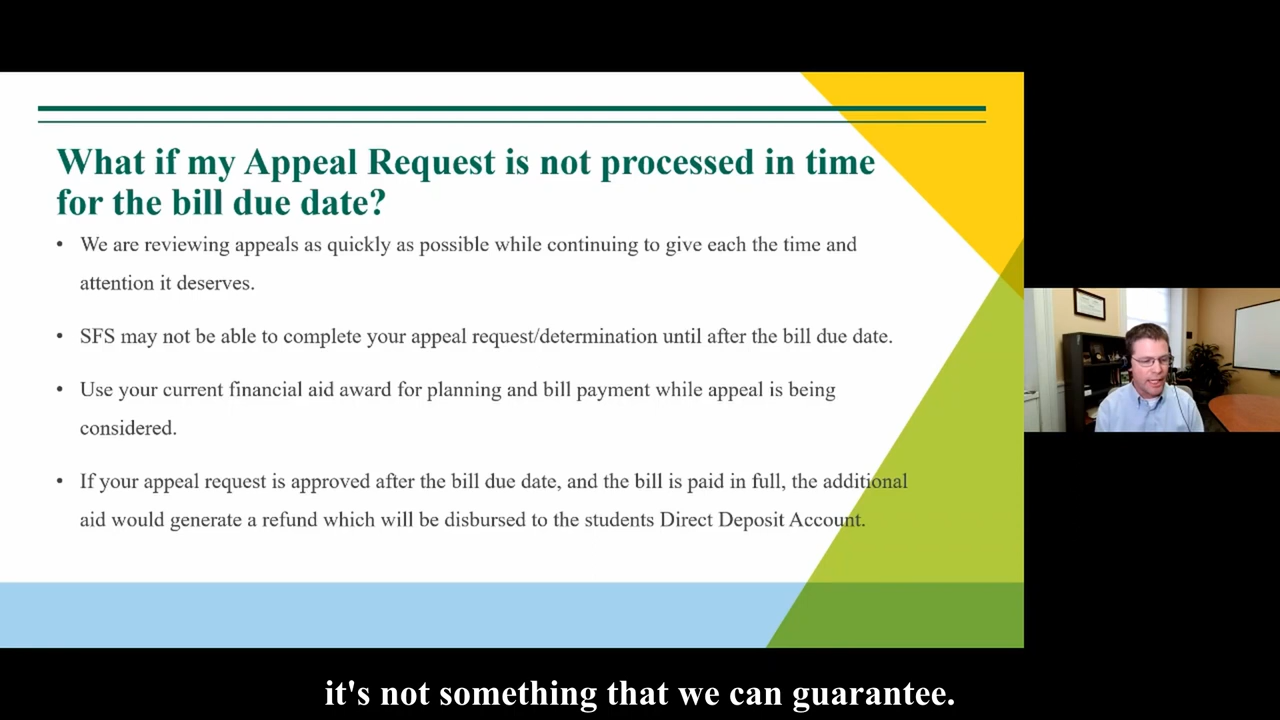 What if my Appeal Request is not processed in time
for the bill due date?
• We are reviewing appeals as quickly as possible while continuing to give each the time and
attention it deserves.
• SFS may not be able to complete your appeal request/determination until after the bill due date.
• Use your current financial aid award for planning and bill payment while appeal is being
considered.
• If your appeal request is approved after the bill due date, and the bill is paid in full, the additional
aid would generate a refund which will be disbursed to the students Direct Deposit Account.
it's not something that we can guarantee.